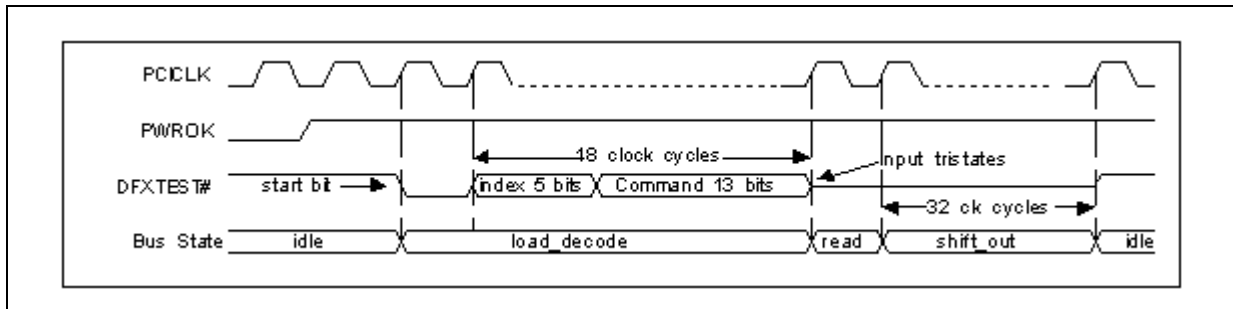 PCICLK
PWROK
48 clock cycles
input tristates
DFXTEST#
start bit
index 5 bits
Command 13 bits
32 ck cycles
Bus State
idle
load_decode
read
shift_out
idle